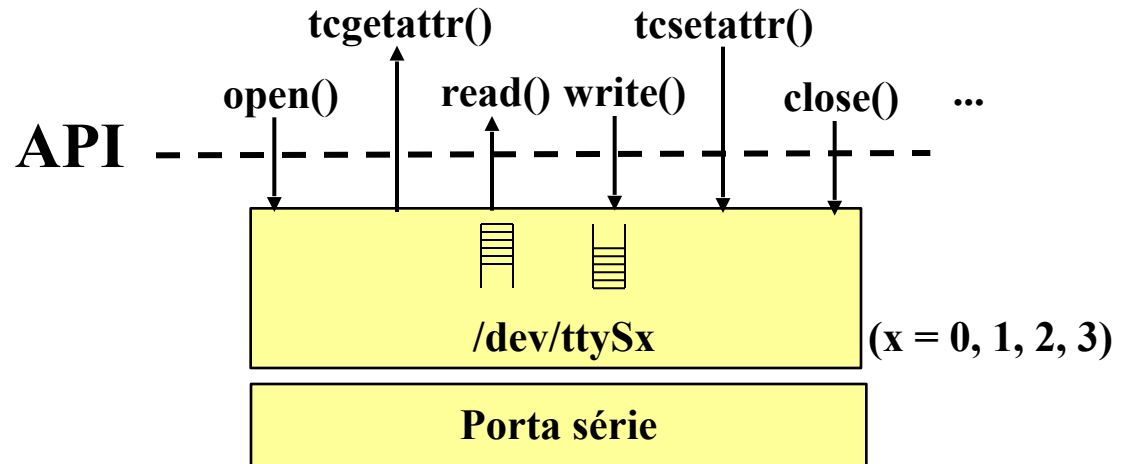 tcgetattr() tcsetattr()
open() read() write() close() ...
API
/dev/ttySx (x = 0, 1, 2, 3)
Porta série